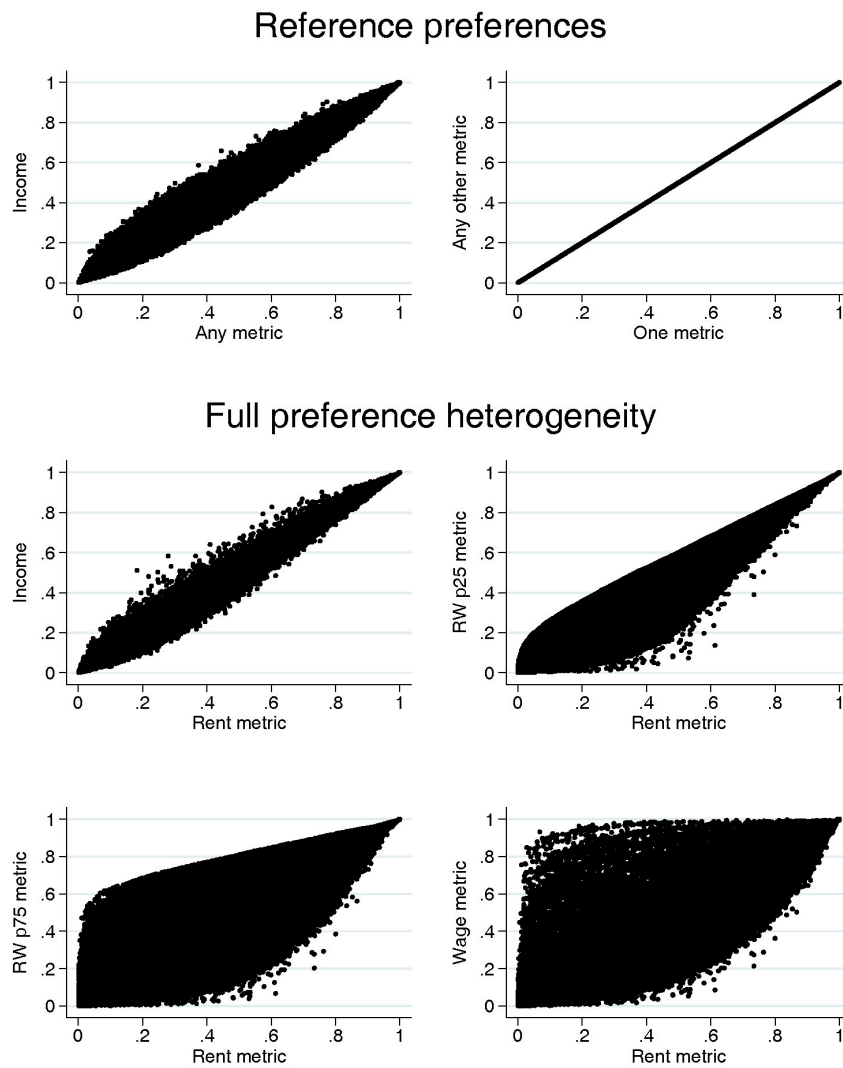 Reference preferences
Income
1
.8
.6
.4
.2
0
0 .2 .4 .6 .8 1
Any metric
Any other metric
1
.8
.6
.4
.2
0
0 .2 .4 .6 .8 1
One metric
Full preference heterogeneity
Income
1
.8
.6
.4
.2
0
0 .2 .4 .6 .8 1
Rent metric
RW p25 metric
1
.8
.6
.4
.2
0
0 .2 .4 .6 .8 1
Rent metric
RW p75 metric
1
.8
.6
.4
.2
0
0 .2 .4 .6 .8 1
Rent metric
Wage metric
1
.8
.6
.4
.2
0
0 .2 .4 .6 .8 1
Rent metric